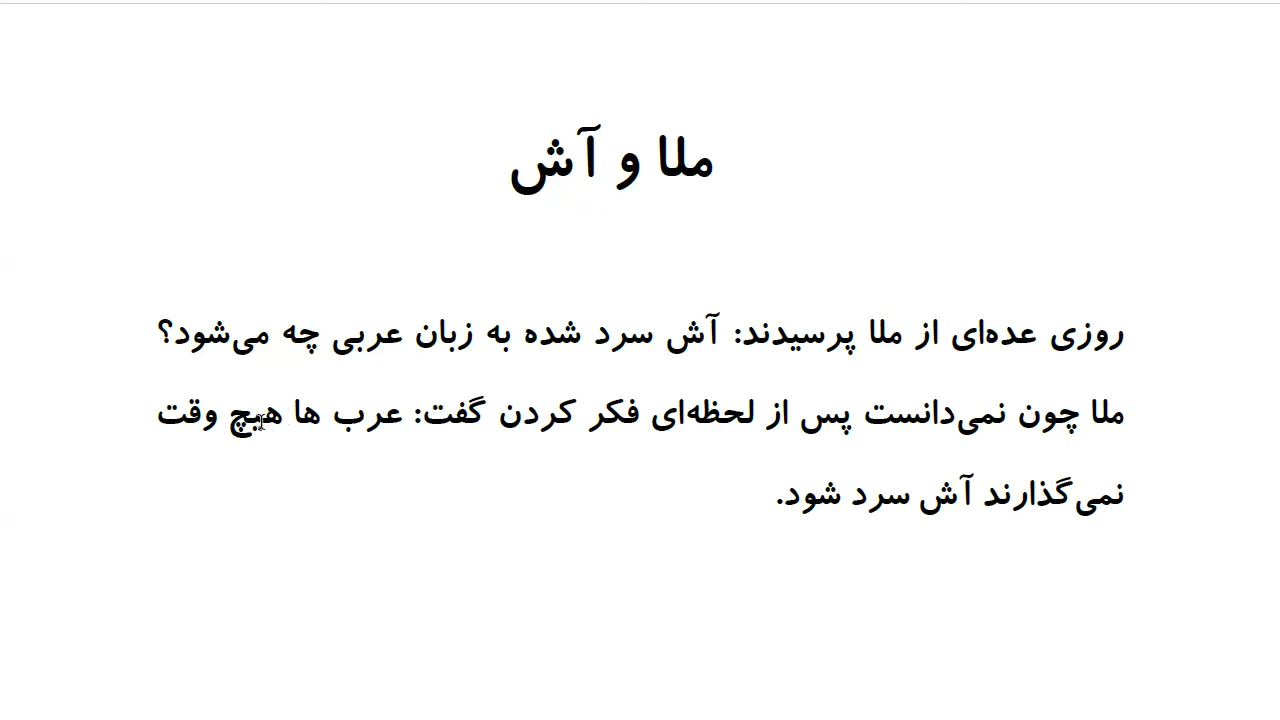 ملا و آش
روزی عده‌ای از ملا پرسیدند: آش سرد شده به زبان عربی چه می‌شود؟
ملا چون نمی‌دانست پس از لحظه‌ای فکر کردن گفت: عرب ها هیچ وقت
نمی‌گذارند آش سرد شود.